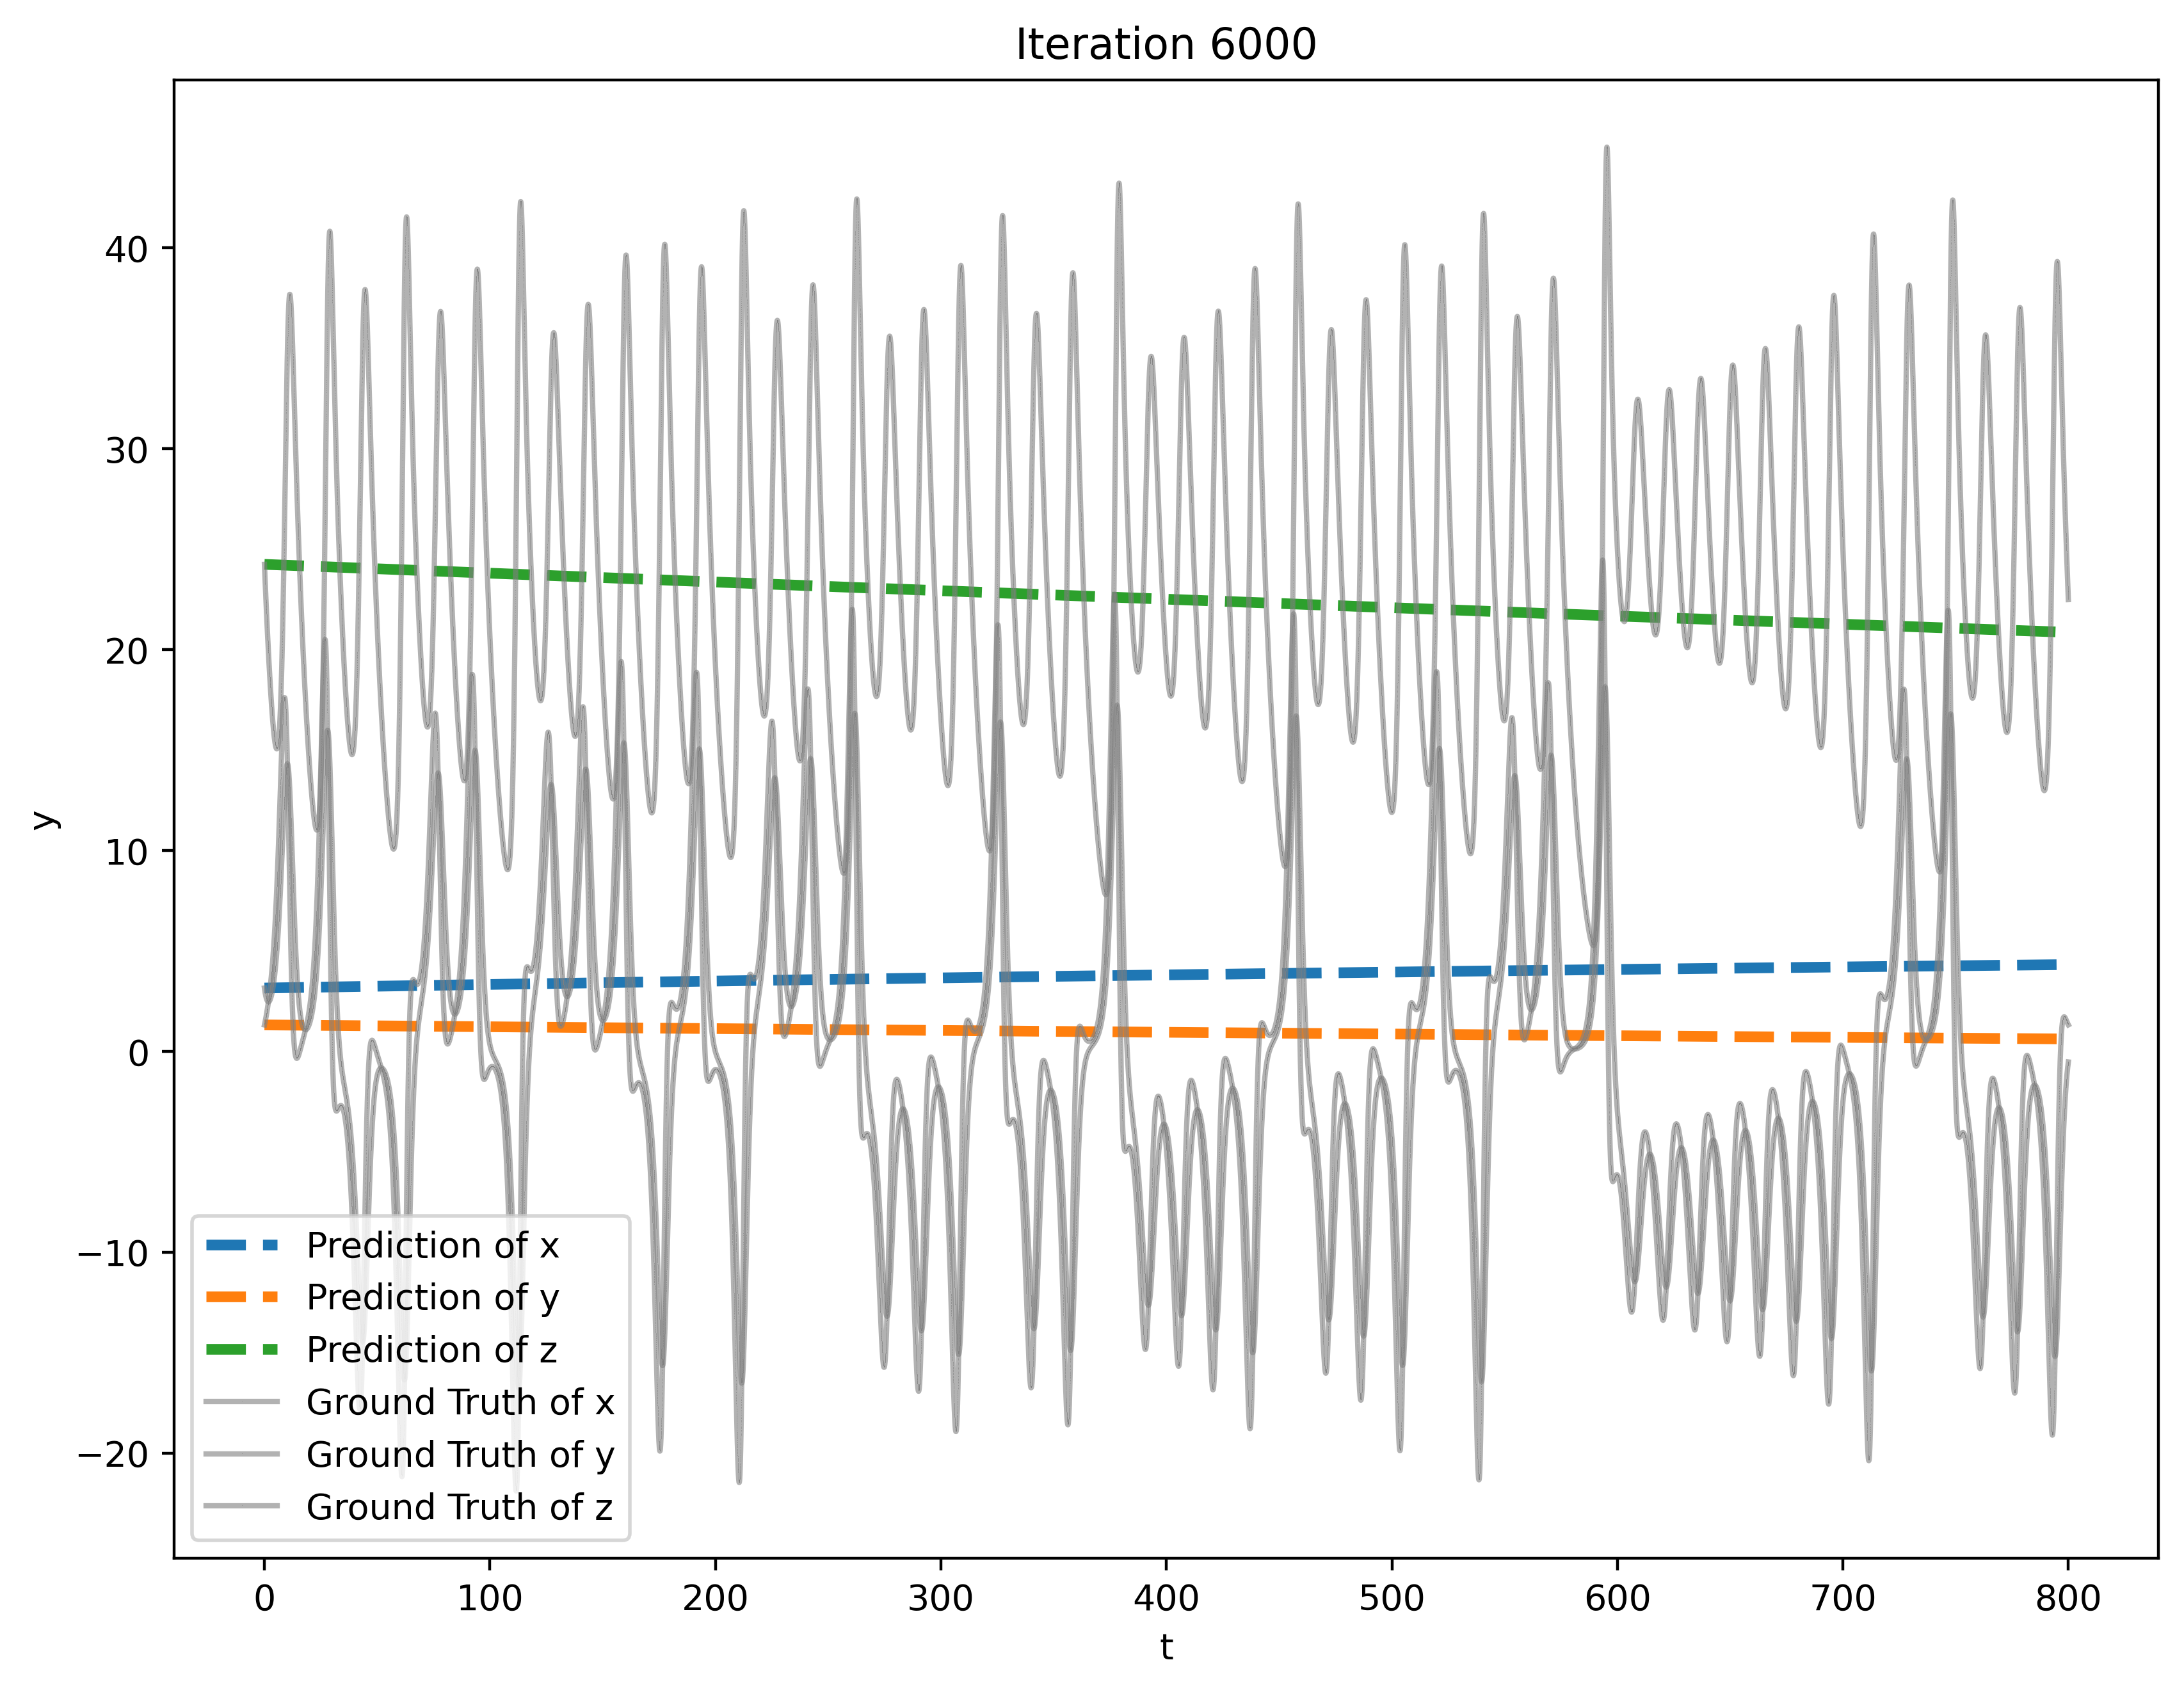 Iteration 6000
y
40
30
20
10
0
−10
−20
Prediction of x
Prediction of y
Prediction of z
Ground Truth of x
Ground Truth of y
Ground Truth of z
0 100 200 300 400 500 600 700 800
t